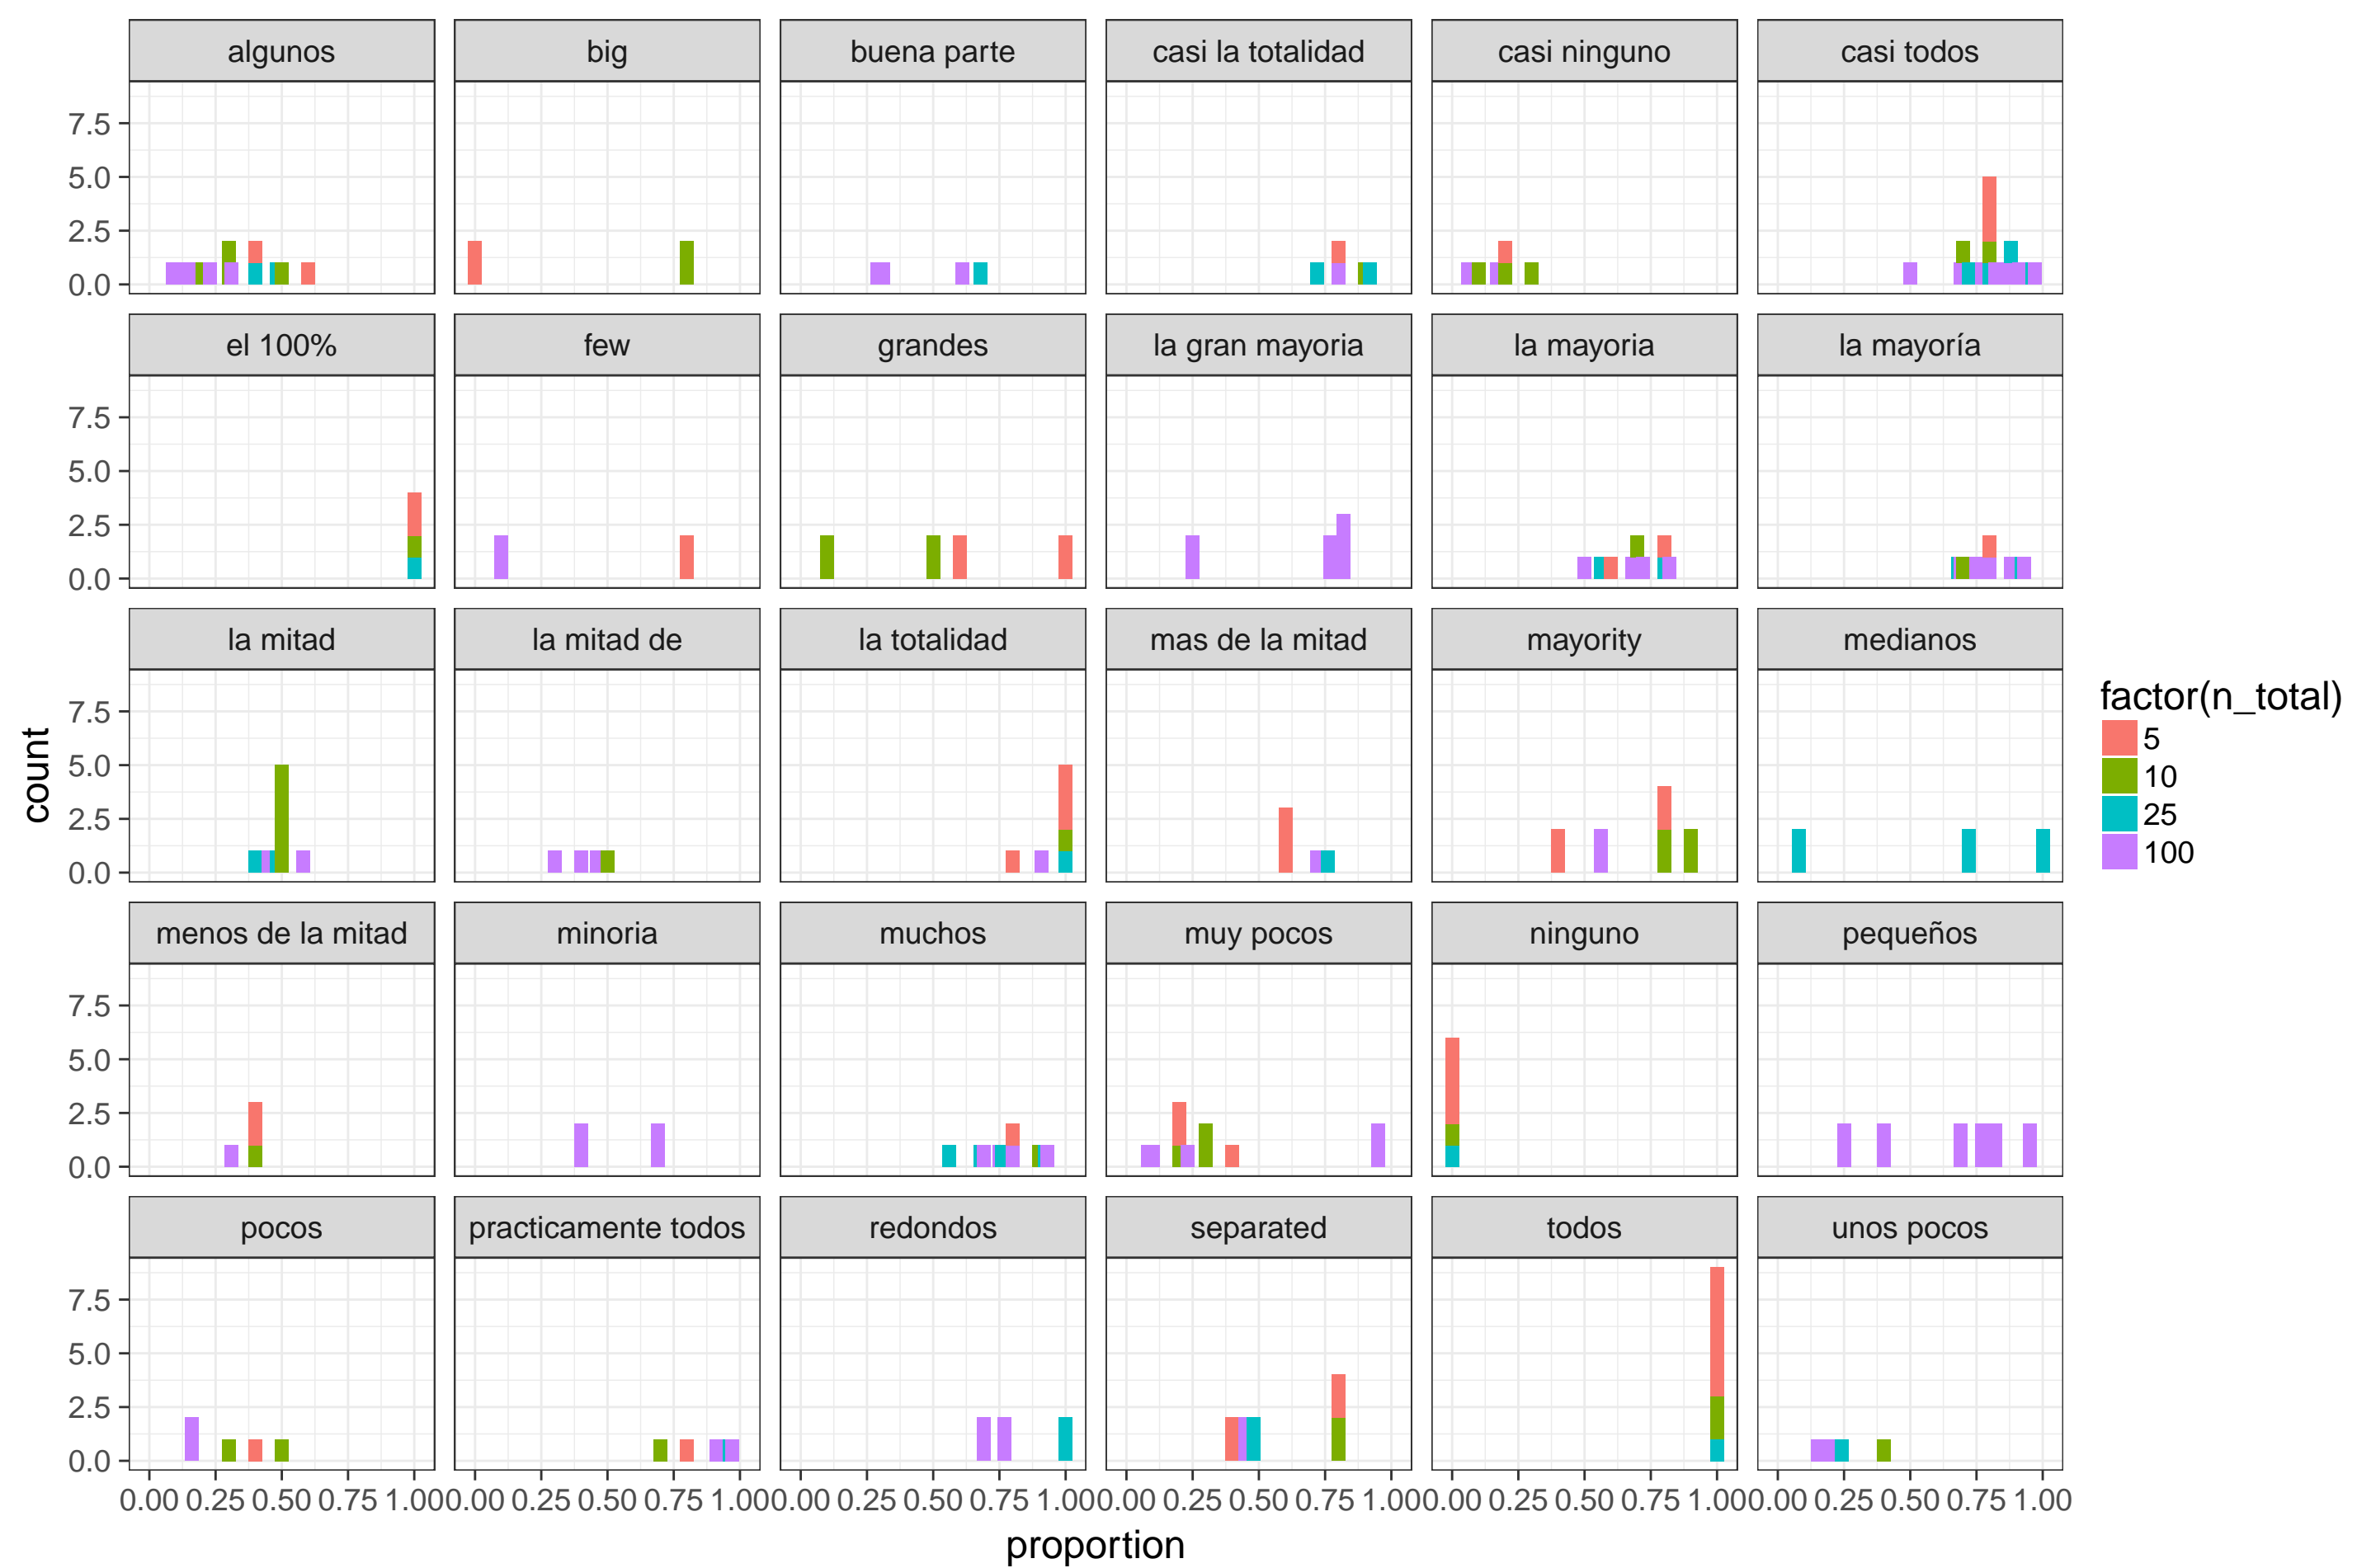 algunos big buena parte casi la totalidad casi ninguno casi todos
7.5
5.0
2.5
0.0
el 100% few grandes la gran mayoria la mayoria la mayoría
7.5
5.0
2.5
0.0
la mitad la mitad de la totalidad mas de la mitad mayority medianos
7.5
5.0
2.5
0.0
menos de la mitad minoria muchos muy pocos ninguno pequeños
7.5
5.0
2.5
0.0
pocos practicamente todos redondos separated todos unos pocos
7.5
5.0
2.5
0.0
0.00 0.25 0.50 0.75 1.00 0.00 0.25 0.50 0.75 1.00 0.00 0.25 0.50 0.75 1.00 0.00 0.25 0.50 0.75 1.00 0.00 0.25 0.50 0.75 1.00 0.00 0.25 0.50 0.75 1.00
proportion
count
factor(n_total)
5
10
25
100